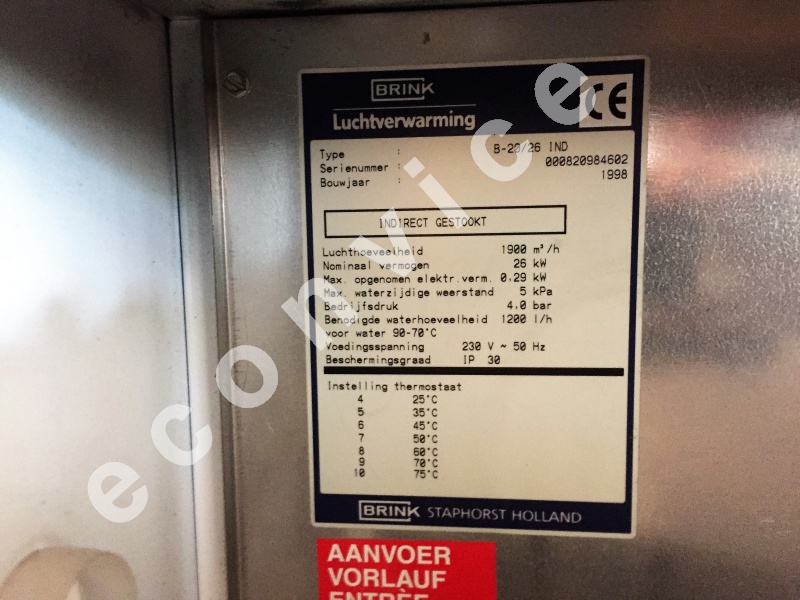 BRINK
CE
Luchtverwarming
Type : B-20/26 IND
Serienummer : 000820984602
Bouwjaar : 1998
INDIRECT GESTOOKT
Luchthoeveelheid 1900 m³/h
Nominaal vermogen 26 kW
Max. opgenomen elektr.verm. 0.29 kW
Max. waterzijdige weerstand 5 kPa
Bedrijfsdruk 4.0 bar
Benodigde waterhoeveelheid 1200 l/h
voor water 90-70°C
Voedingsspanning 230 V ~ 50 Hz
Beschermingsgraad IP 30
Instelling thermostaat
4 25°C
5 35°C
6 45°C
7 50°C
8 60°C
9 70°C
10 75°C
BRINK STAPHORST HOLLAND
AANVOER
VORLAUF
ENTRÈE
econvice